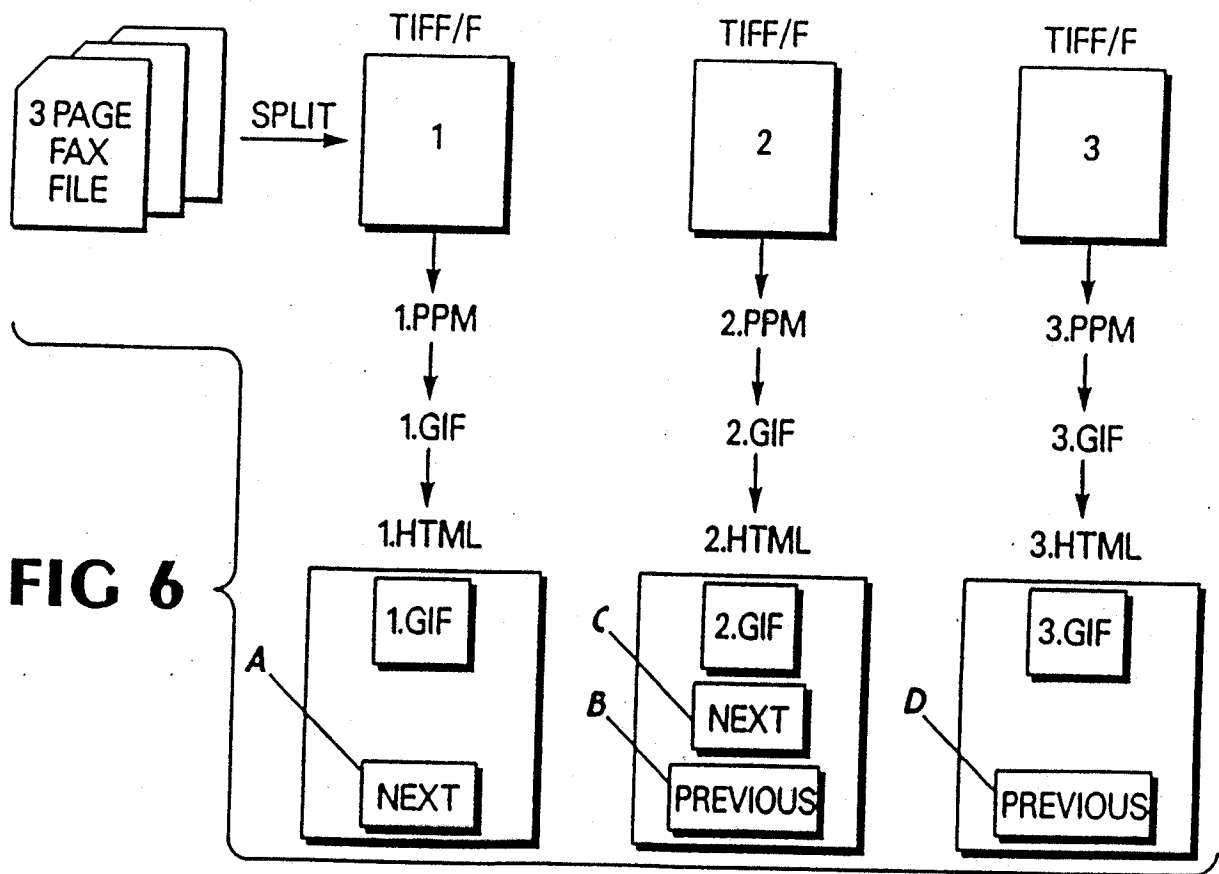 TIFF/F
TIFF/F
TIFF/F
3 PAGE
FAX
FILE
SPLIT
1
2
3
1.PPM
2.PPM
3.PPM
1.GIF
2.GIF
3.GIF
1.HTML
2.HTML
3.HTML
FIG 6
1.GIF
2.GIF
3.GIF
A
C
B
D
NEXT
NEXT
PREVIOUS
PREVIOUS